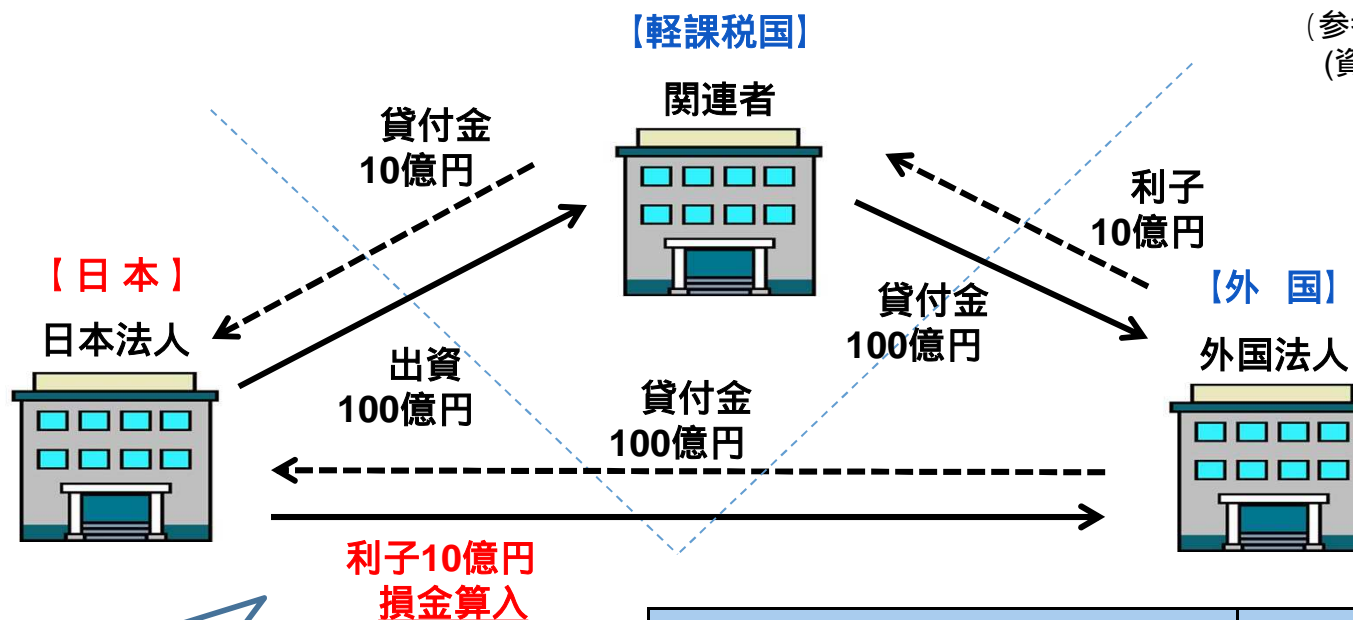 【軽課税国】
(参
(資
関連者
貸付金
10億円
利子
10億円
【日本】
日本法人
【外 国】
外国法人
貸付金
100億円
出資
100億円
貸付金
100億円
利子10億円
損金算入